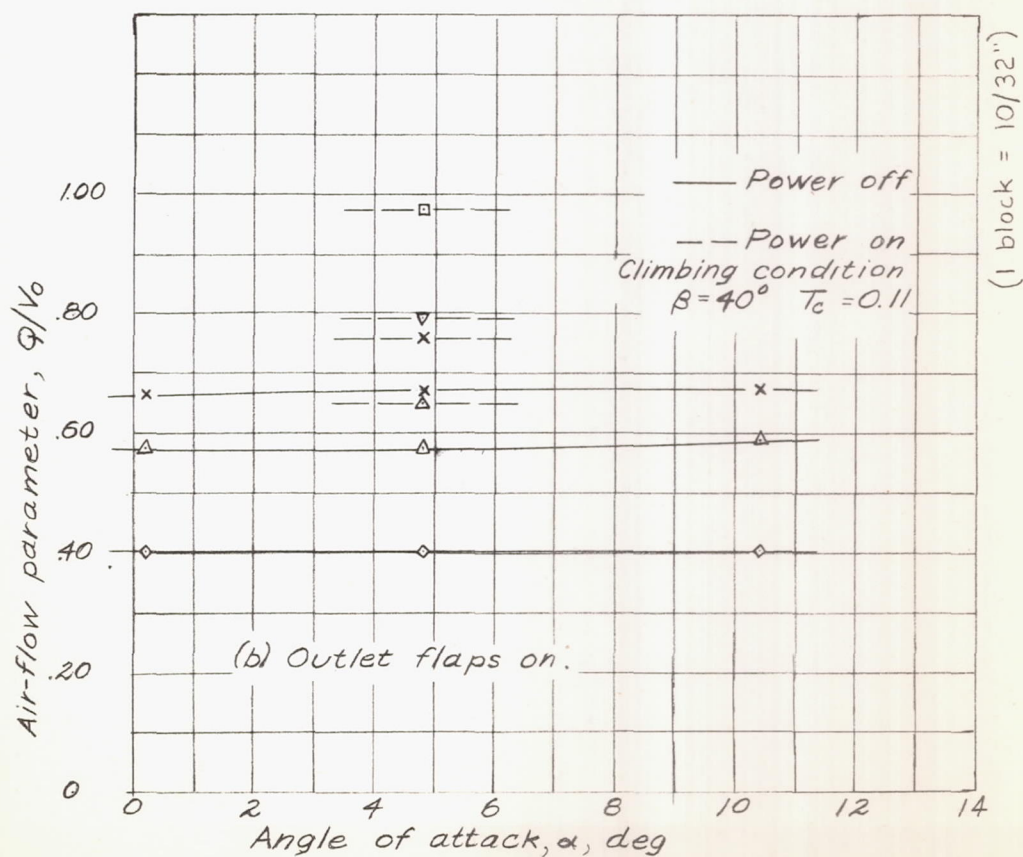 (1 block = 10/32")
Power off
Power on
Climbing condition
β=40° Tc =0.11
Air-flow parameter, Q/V₀
1.00
.80
.60
.40
.20
0
(b) Outlet flaps on.
0 2 4 6 8 10 12 14
Angle of attack, α, deg